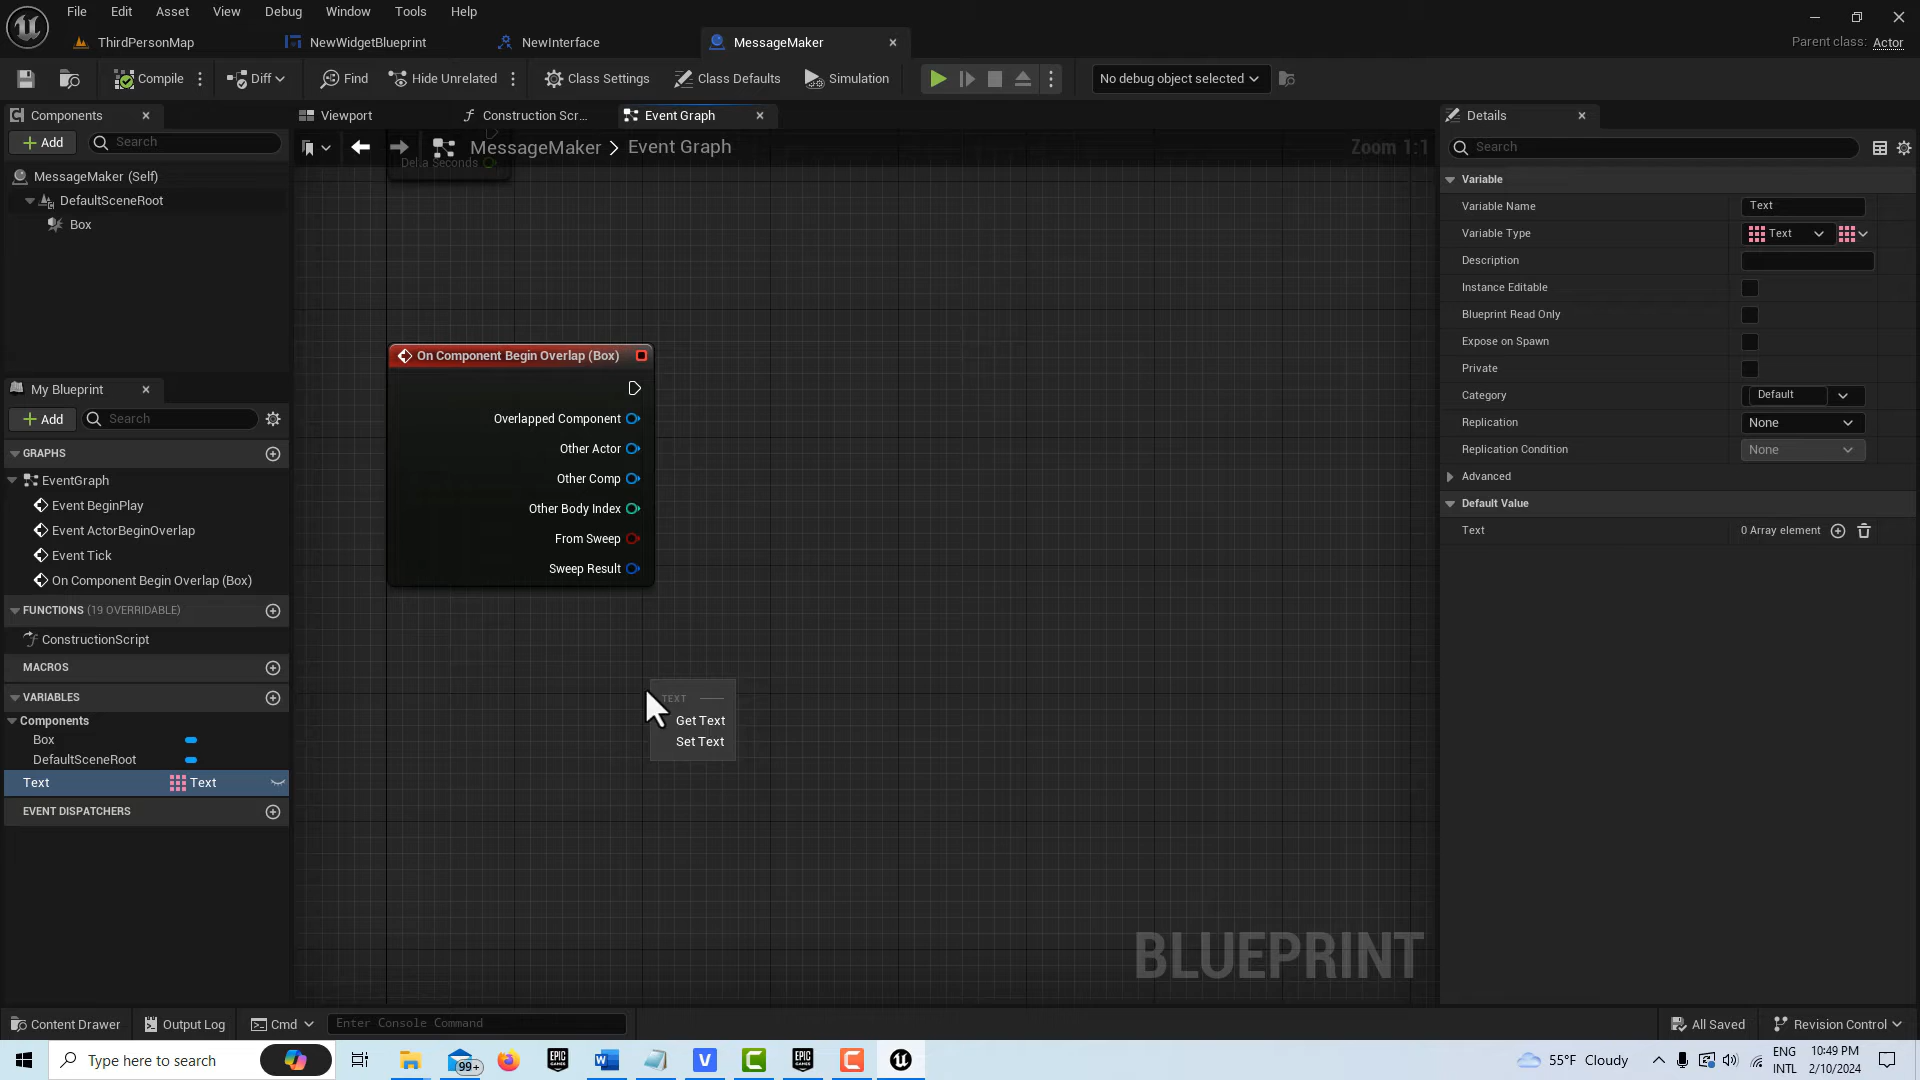 File Edit Asset View Debug Window Tools Help
ThirdPersonMap NewWidgetBlueprint NewInterface MessageMaker
Parent class: Actor
Compile Diff Find Hide Unrelated Class Settings Class Defaults Simulation No debug object selected
Components Viewport Construction Scr... Event Graph Details
Add Search MessageMaker Event Graph Zoom 1:1 Search
MessageMaker (Self)
DefaultSceneRoot
Box
Delta Seconds
On Component Begin Overlap (Box)
Overlapped Component
Other Actor
Other Comp
Other Body Index
From Sweep
Sweep Result
TEXT
Get Text
Set Text
My Blueprint
Add Search
GRAPHS
EventGraph
Event BeginPlay
Event ActorBeginOverlap
Event Tick
On Component Begin Overlap (Box)
FUNCTIONS (19 OVERRIDABLE)
ConstructionScript
MACROS
VARIABLES
Components
Box
DefaultSceneRoot
Text Text
EVENT DISPATCHERS
Variable
Variable Name Text
Variable Type Text
Description
Instance Editable
Blueprint Read Only
Expose on Spawn
Private
Category Default
Replication None
Replication Condition None
Advanced
Default Value
Text 0 Array element
BLUEPRINT
Content Drawer Output Log Cmd Enter Console Command All Saved Revision Control
Type here to search 99+ EPIC GAMES W V C EPIC GAMES C 55°F Cloudy ENG INTL 10:49 PM 2/10/2024